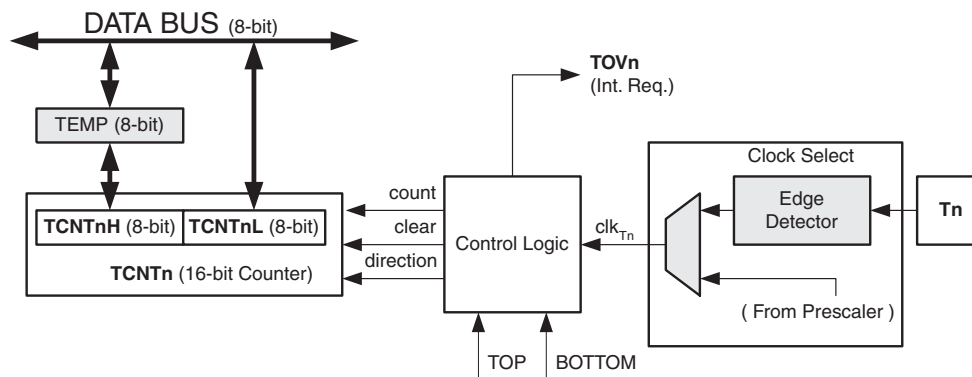 DATA BUS (8-bit)
TOVn
(Int. Req.)
TEMP (8-bit)
Clock Select
count
Edge
Detector
Tn
TCNTnH (8-bit)
TCNTnL (8-bit)
clear
Control Logic
clkTn
TCNTn (16-bit Counter)
direction
( From Prescaler )
TOP
BOTTOM